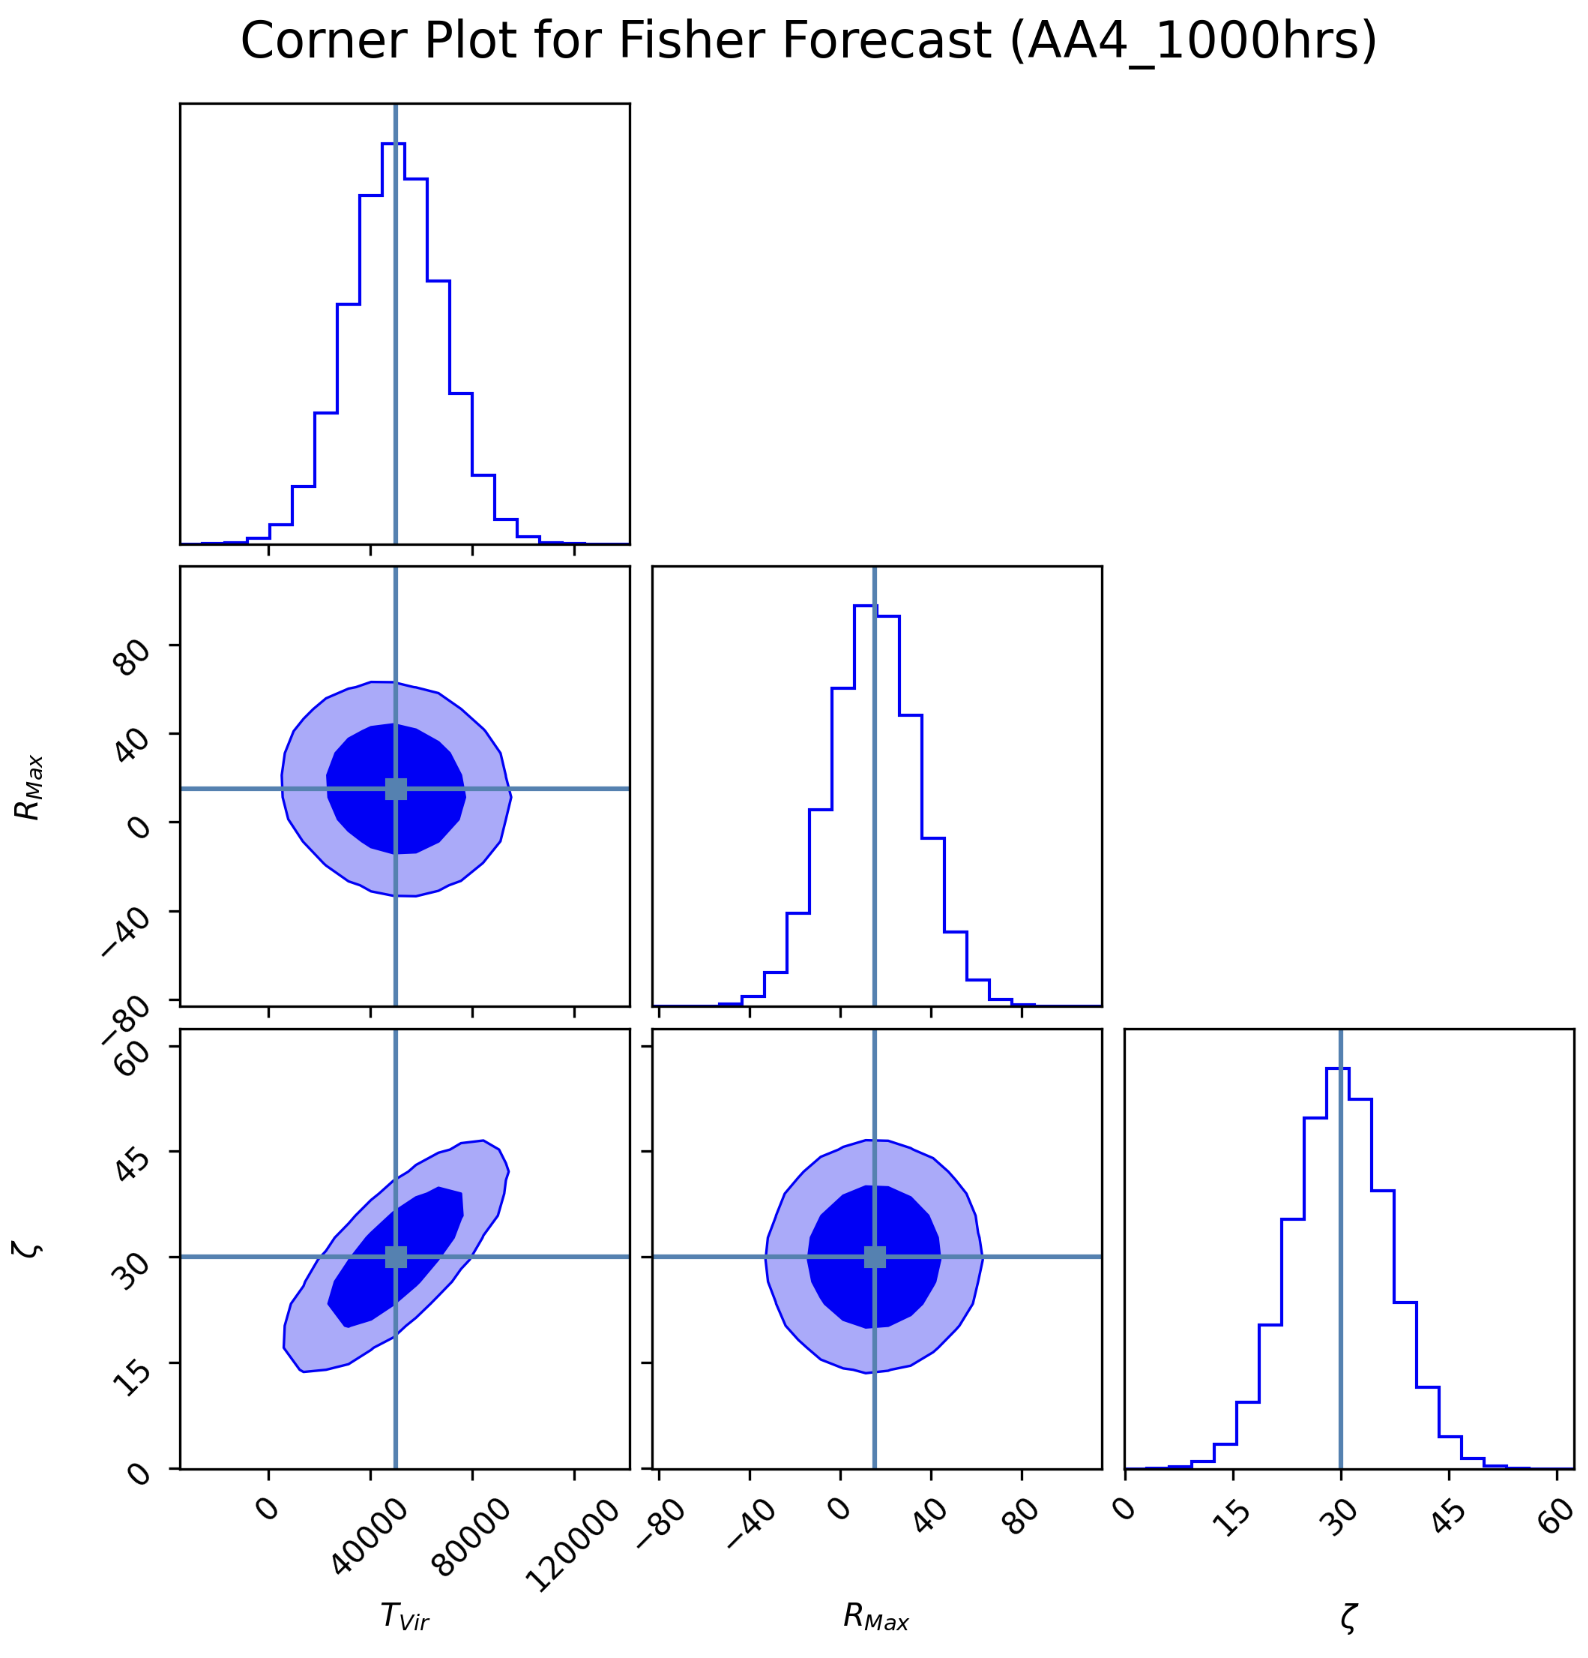 Corner Plot for Fisher Forecast (AA4_1000hrs)
80
40
0
−40
−80
R_Max
60
45
30
15
0
ζ
0 40000 80000 120000
−80 −40 0 40 80
0 15 30 45 60
T_Vir R_Max ζ